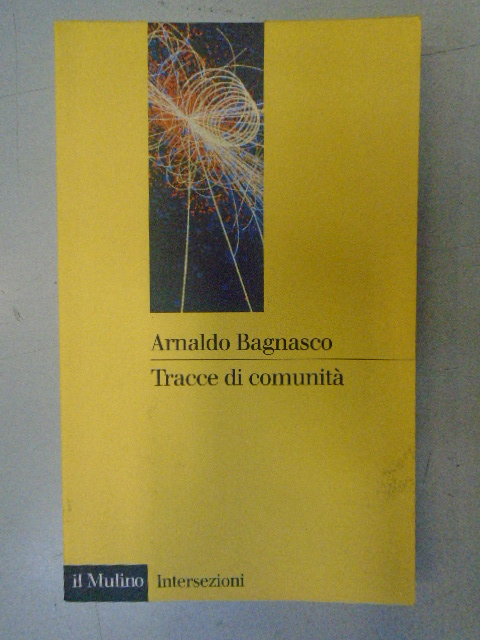 Arnaldo Bagnasco
Tracce di comunità
il Mulino Intersezioni